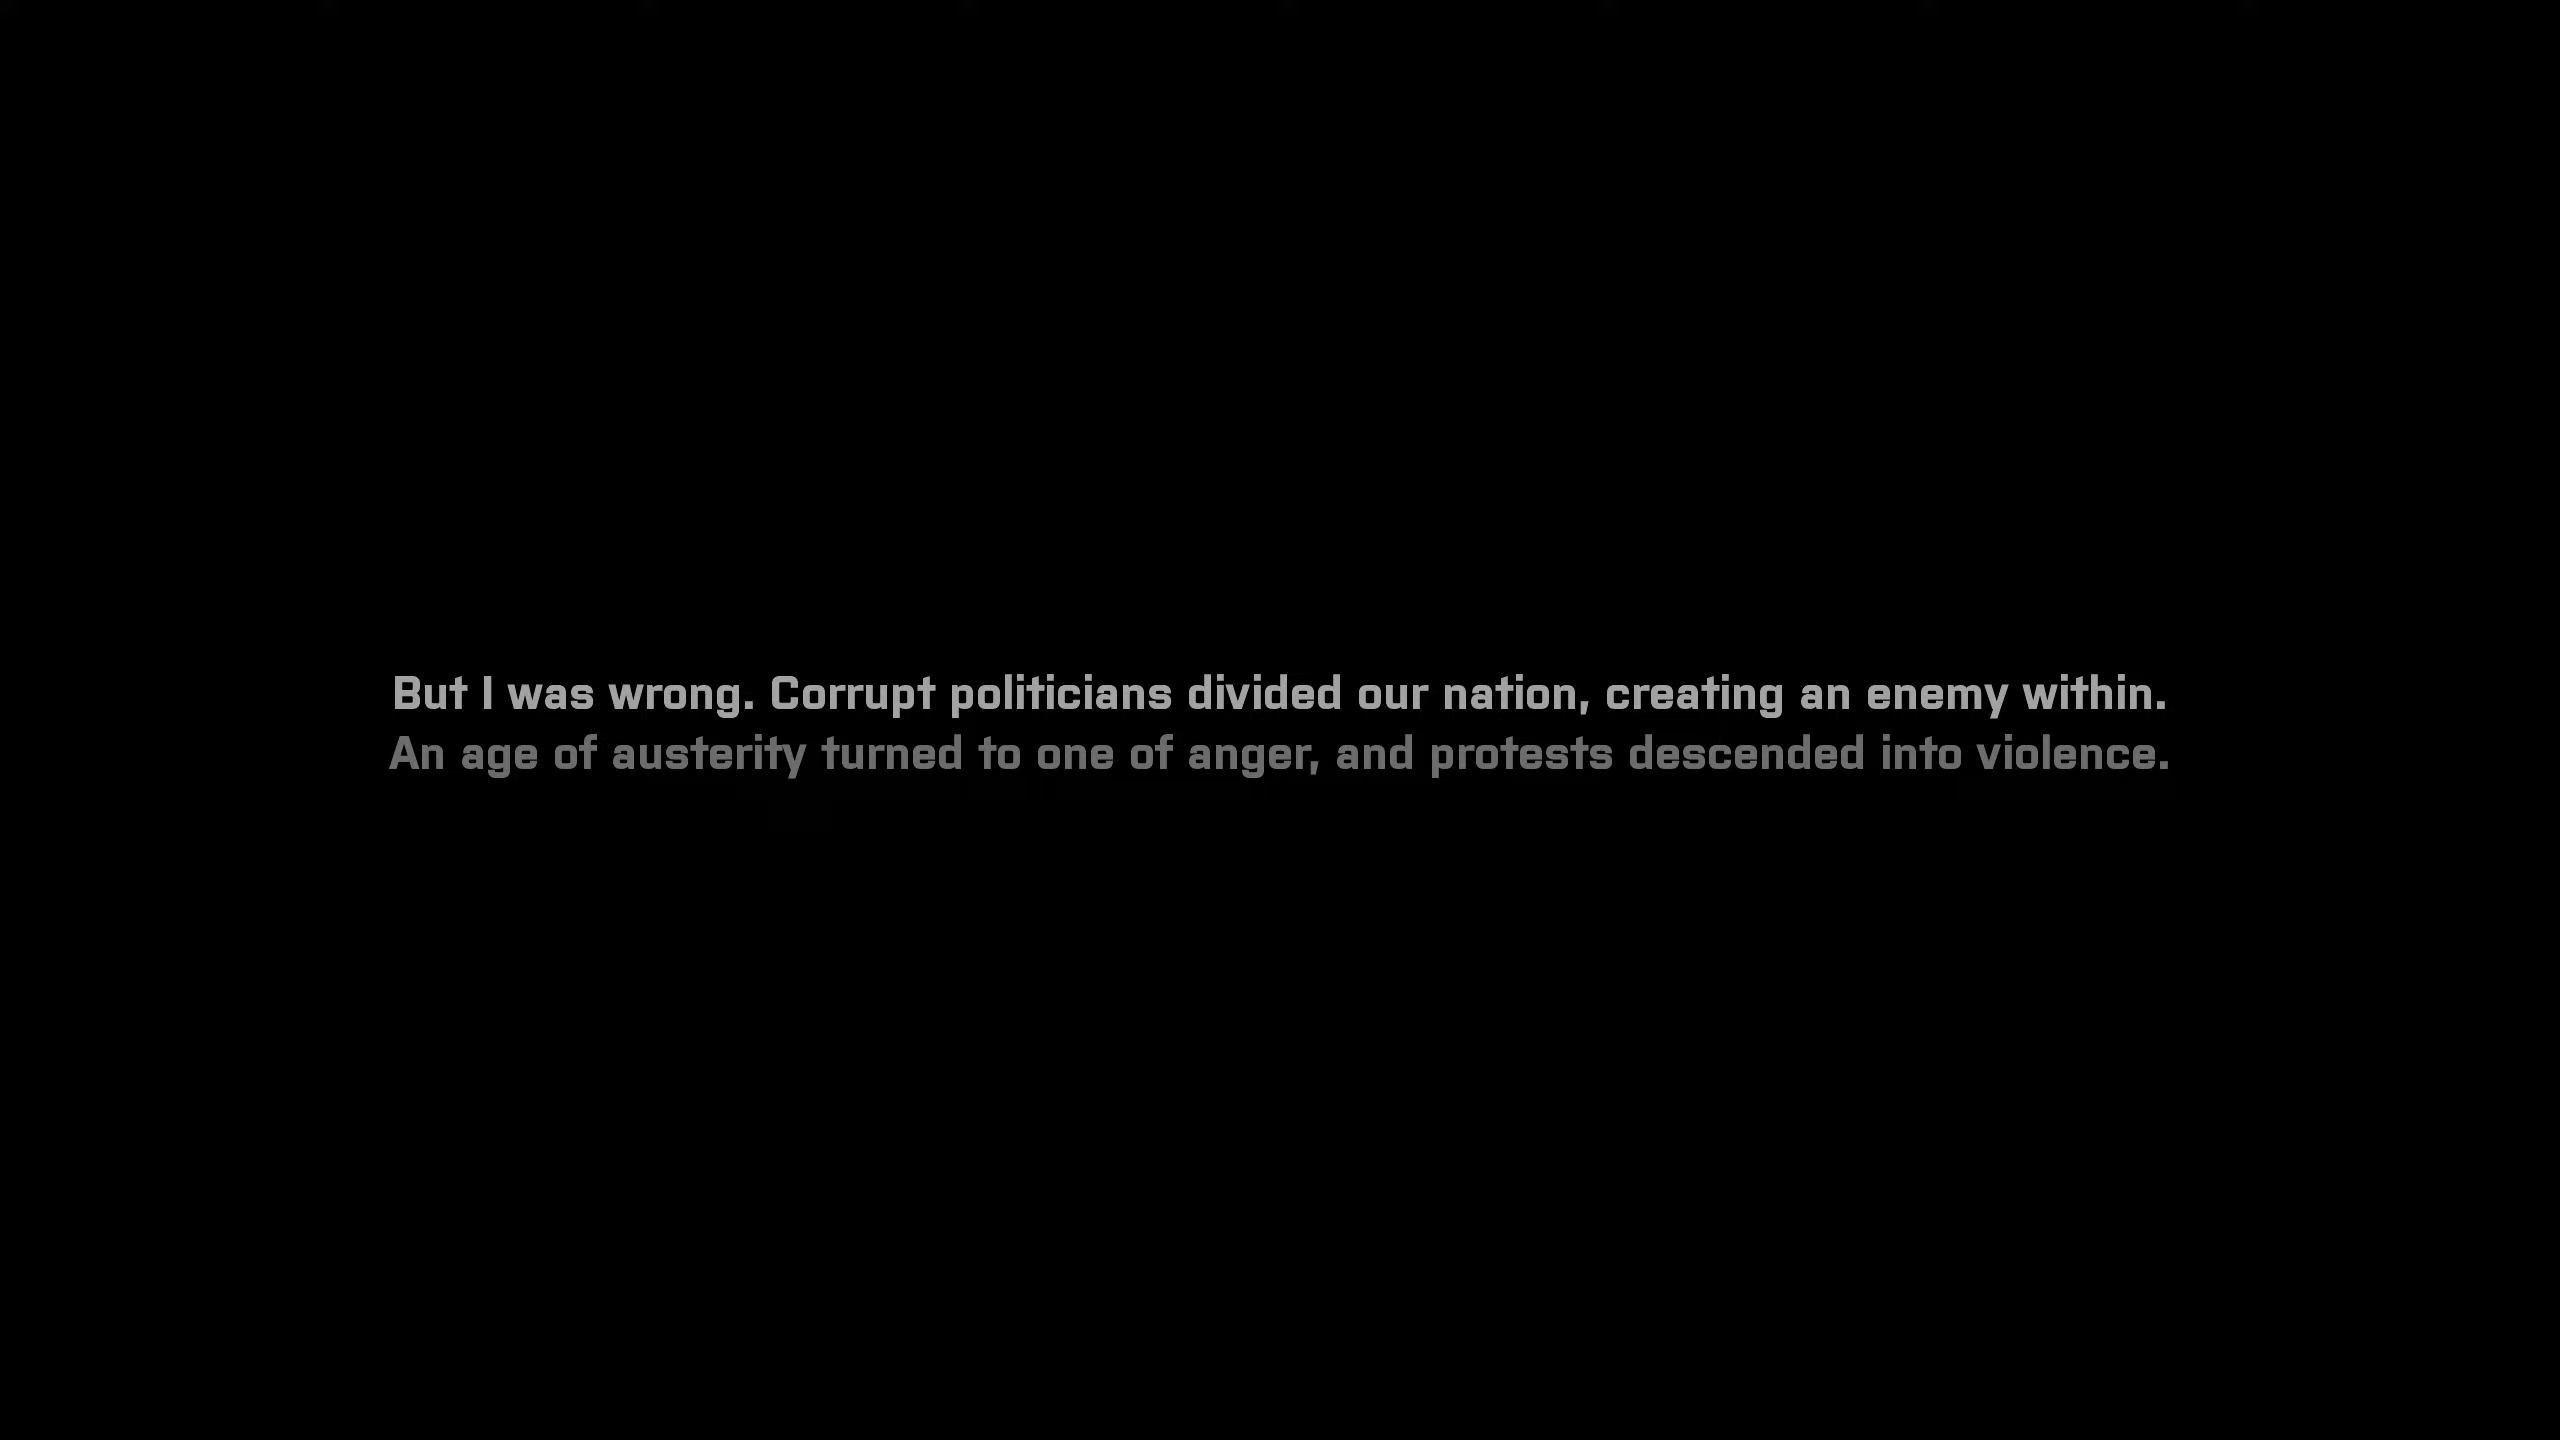 But I was wrong. Corrupt politicians divided our nation, creating an enemy within.
An age of austerity turned to one of anger, and protests descended into violence.